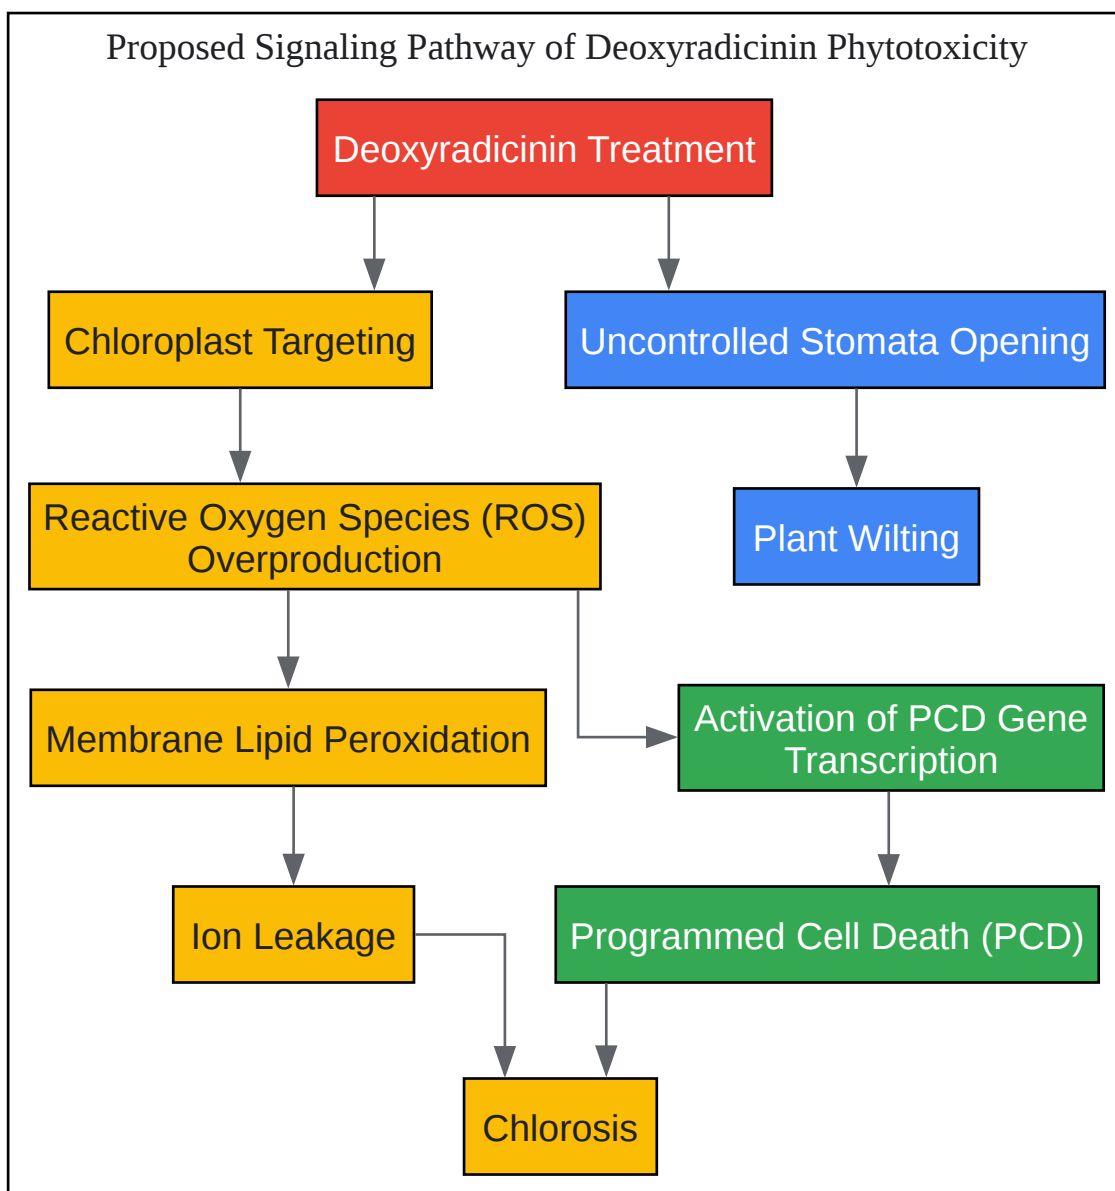 Proposed Signaling Pathway of Deoxyradicinin Phytotoxicity
Deoxyradicinin Treatment
Chloroplast Targeting
Uncontrolled Stomata Opening
Reactive Oxygen Species (ROS)
Overproduction
Plant Wilting
Membrane Lipid Peroxidation
Activation of PCD Gene
Transcription
Ion Leakage
Programmed Cell Death (PCD)
Chlorosis